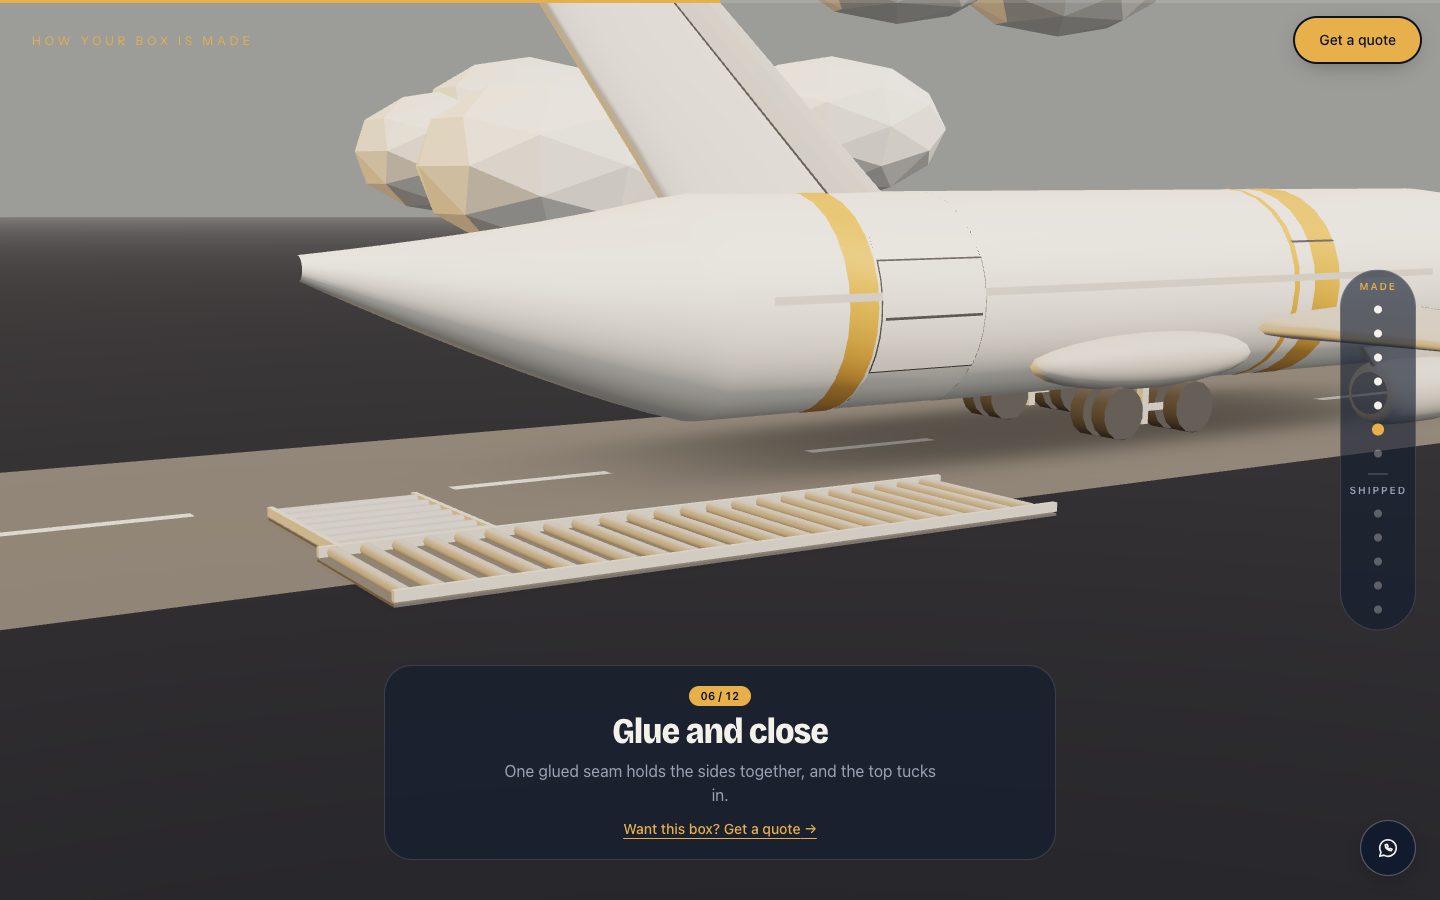 HOW YOUR BOX IS MADE
Get a quote
MADE
SHIPPED
06 / 12
Glue and close
One glued seam holds the sides together, and the top tucks
in.
Want this box? Get a quote →